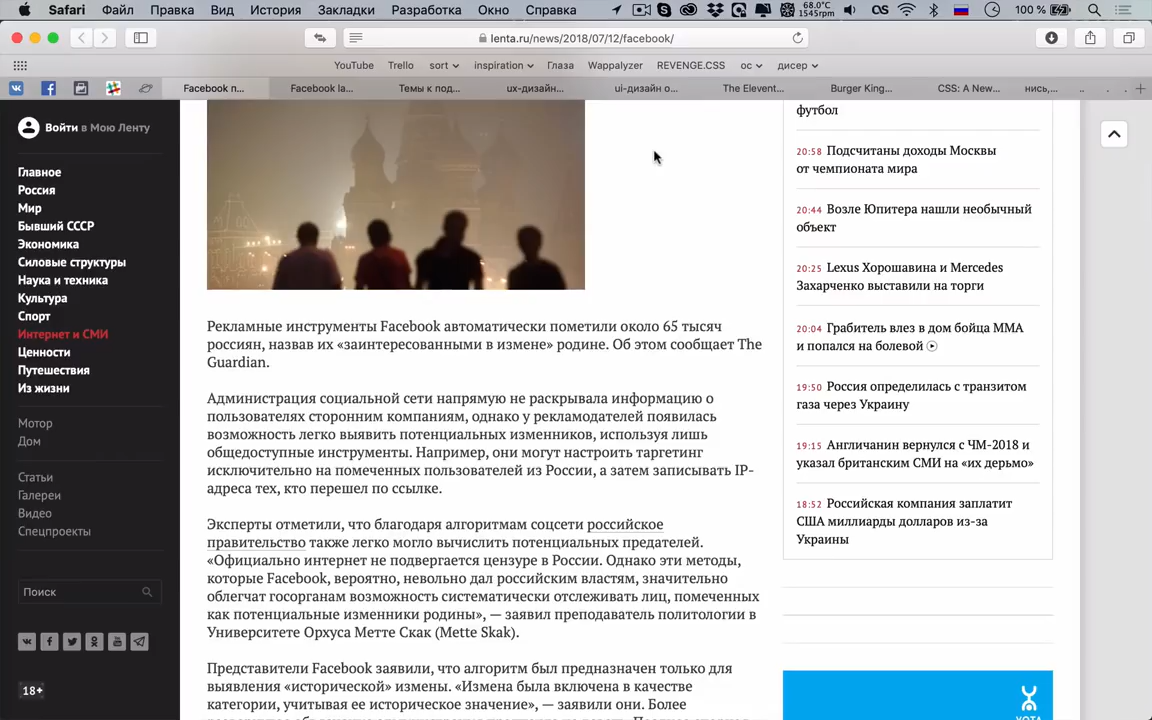 Safari Файл Правка Вид История Закладки Разработка Окно Справка 68.0°C 1545rpm 100 %
lenta.ru/news/2018/07/12/facebook/
YouTube Trello sort inspiration Глаза Wappalyzer REVENGE.CSS ос дисер
Facebook п... Facebook la... Темы к под... ux-дизайн... ui-дизайн о... The Elevent... Burger King... CSS: A New... нись,...
Войти в Мою Ленту
Главное
Россия
Мир
Бывший СССР
Экономика
Силовые структуры
Наука и техника
Культура
Спорт
Интернет и СМИ
Ценности
Путешествия
Из жизни
Мотор
Дом
Статьи
Галереи
Видео
Спецпроекты
Поиск
18+
Рекламные инструменты Facebook автоматически пометили около 65 тысяч
россиян, назвав их «заинтересованными в измене» родине. Об этом сообщает The
Guardian.
Администрация социальной сети напрямую не раскрывала информацию о
пользователях сторонним компаниям, однако у рекламодателей появилась
возможность легко выявить потенциальных изменников, используя лишь
общедоступные инструменты. Например, они могут настроить таргетинг
исключительно на помеченных пользователей из России, а затем записывать IP-
адреса тех, кто перешел по ссылке.
Эксперты отметили, что благодаря алгоритмам соцсети российское
правительство также легко могло вычислить потенциальных предателей.
«Официально интернет не подвергается цензуре в России. Однако эти методы,
которые Facebook, вероятно, невольно дал российским властям, значительно
облегчат госорганам возможность систематически отслеживать лиц, помеченных
как потенциальные изменники родины», — заявил преподаватель политологии в
Университете Орхуса Метте Скак (Mette Skak).
Представители Facebook заявили, что алгоритм был предназначен только для
выявления «исторической» измены. «Измена была включена в качестве
категории, учитывая ее историческое значение», — заявили они. Более
футбол
20:58 Подсчитаны доходы Москвы
от чемпионата мира
20:44 Возле Юпитера нашли необычный
объект
20:25 Lexus Хорошавина и Mercedes
Захарченко выставили на торги
20:04 Грабитель влез в дом бойца ММА
и попался на болевой
19:50 Россия определилась с транзитом
газа через Украину
19:15 Англичанин вернулся с ЧМ-2018 и
указал британским СМИ на «их дерьмо»
18:52 Российская компания заплатит
США миллиарды долларов из-за
Украины
YOTA